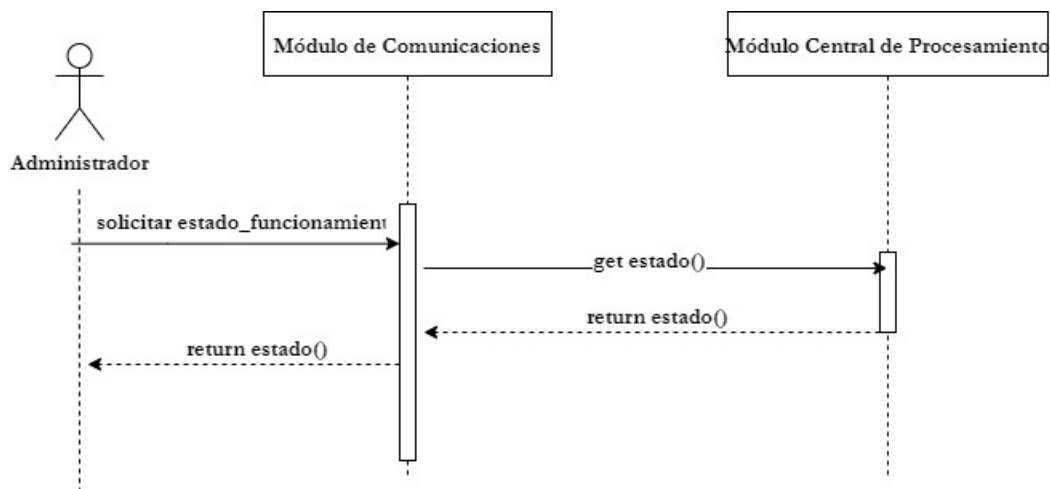 Módulo de Comunicaciones
Módulo Central de Procesamiento
Administrador
solicitar estado_funcionamient
get estado()
return estado()
return estado()